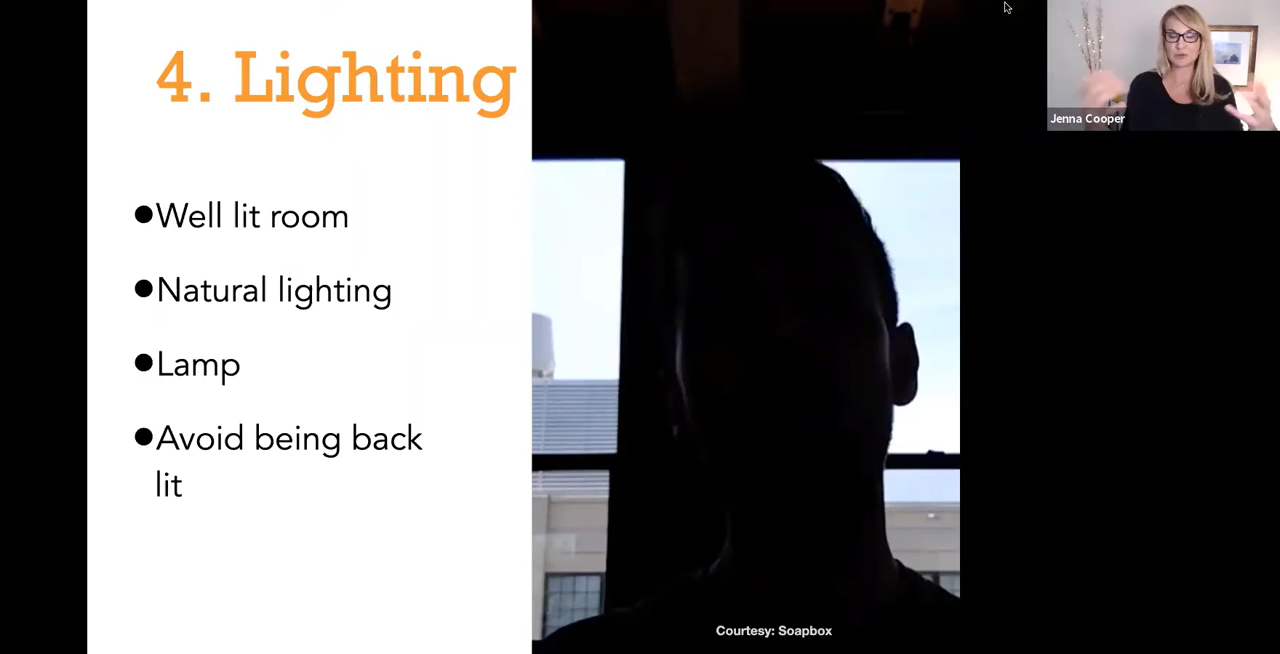 4. Lighting
●Well lit room
●Natural lighting
●Lamp
●Avoid being back
lit
Courtesy: Soapbox
Jenna Cooper